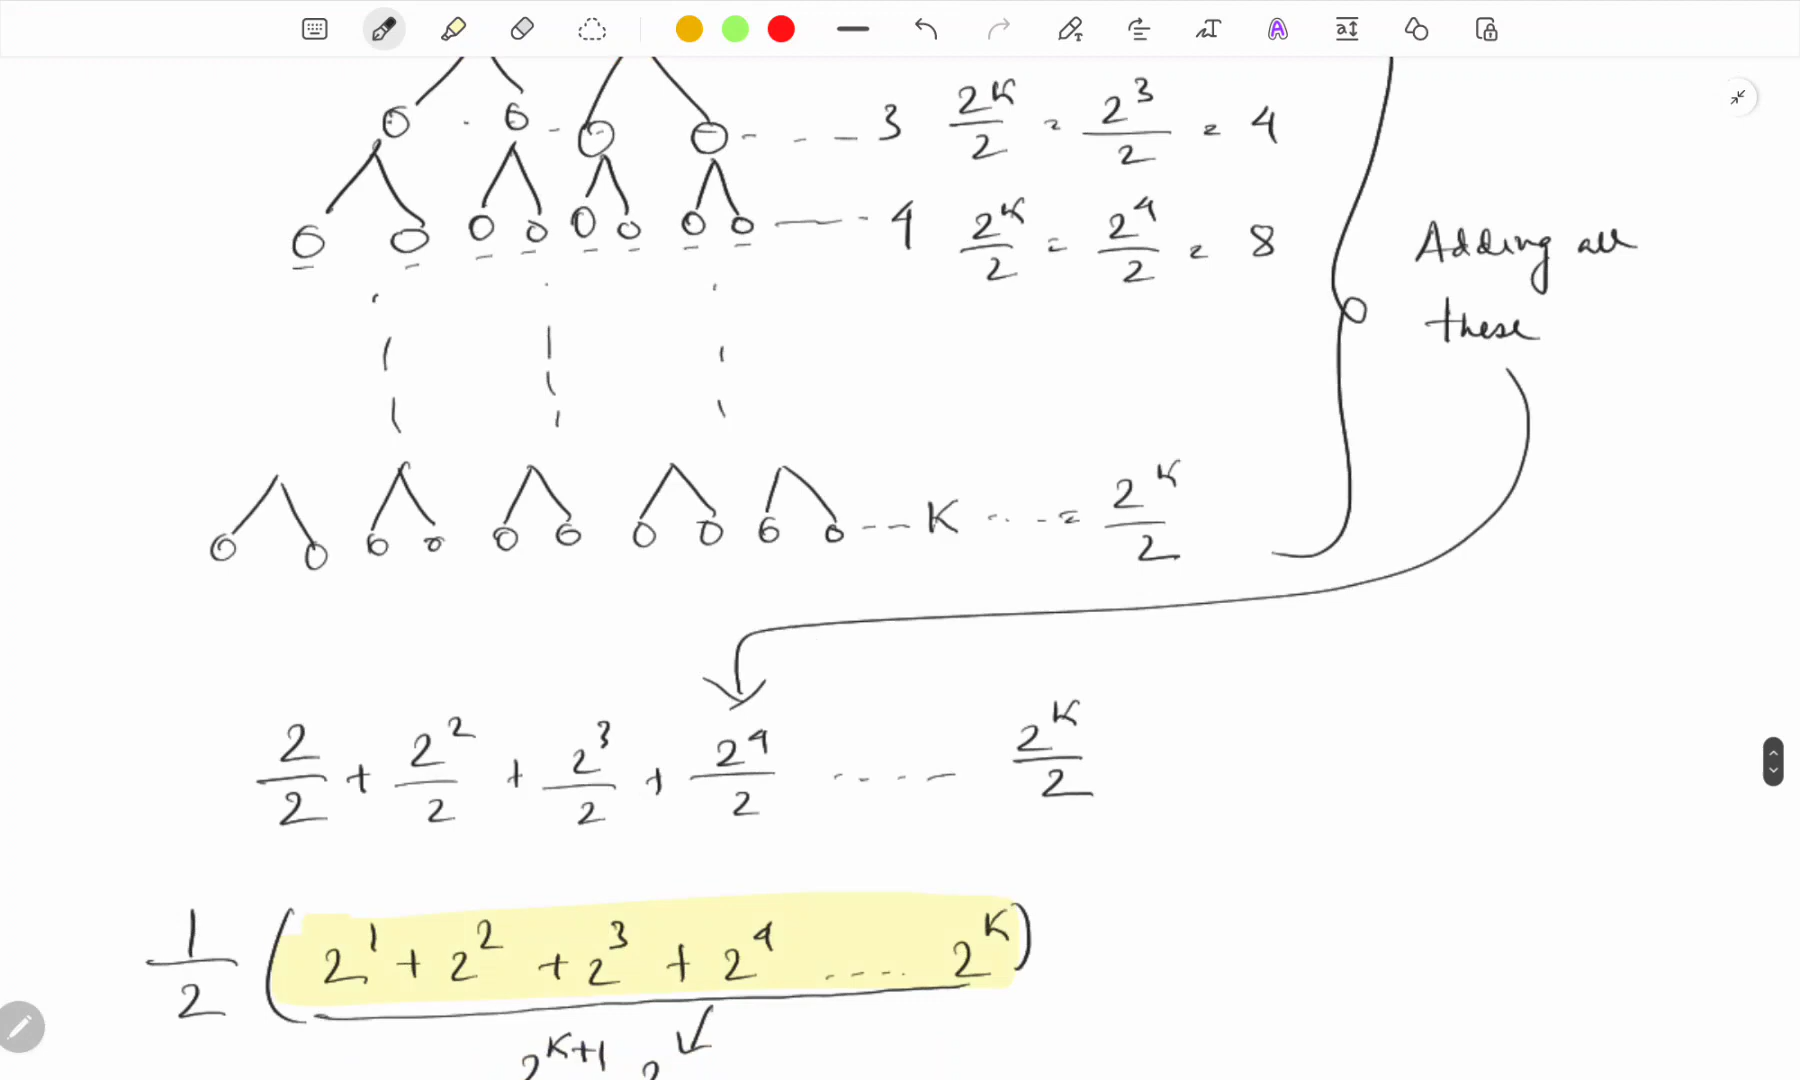 3 2^K/2 = 2^3/2 = 4
4 2^K/2 = 2^4/2 = 8
Adding all
these
K = 2^K/2
2/2 + 2^2/2 + 2^3/2 + 2^4/2 ..... 2^K/2
1/2 (2^1 + 2^2 + 2^3 + 2^4 ..... 2^K)
2^K+1